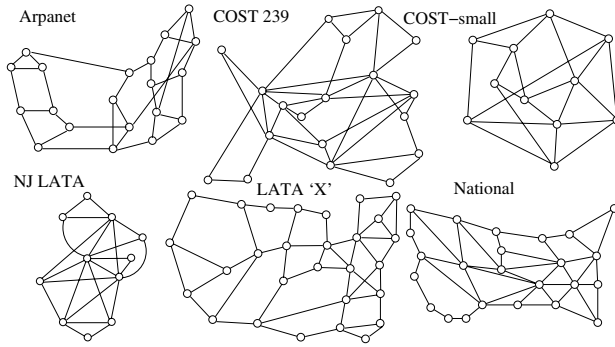 Arpanet
COST 239
COST−small
NJ LATA
LATA ‘X’
National